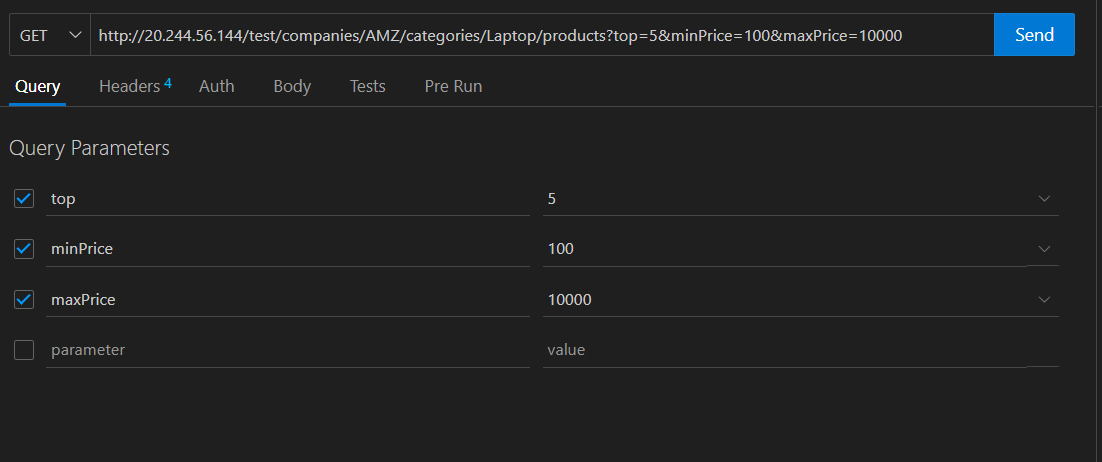 GET http://20.244.56.144/test/companies/AMZ/categories/Laptop/products?top=5&minPrice=100&maxPrice=10000 Send
Query Headers 4 Auth Body Tests Pre Run
Query Parameters
top 5
minPrice 100
maxPrice 10000
parameter value